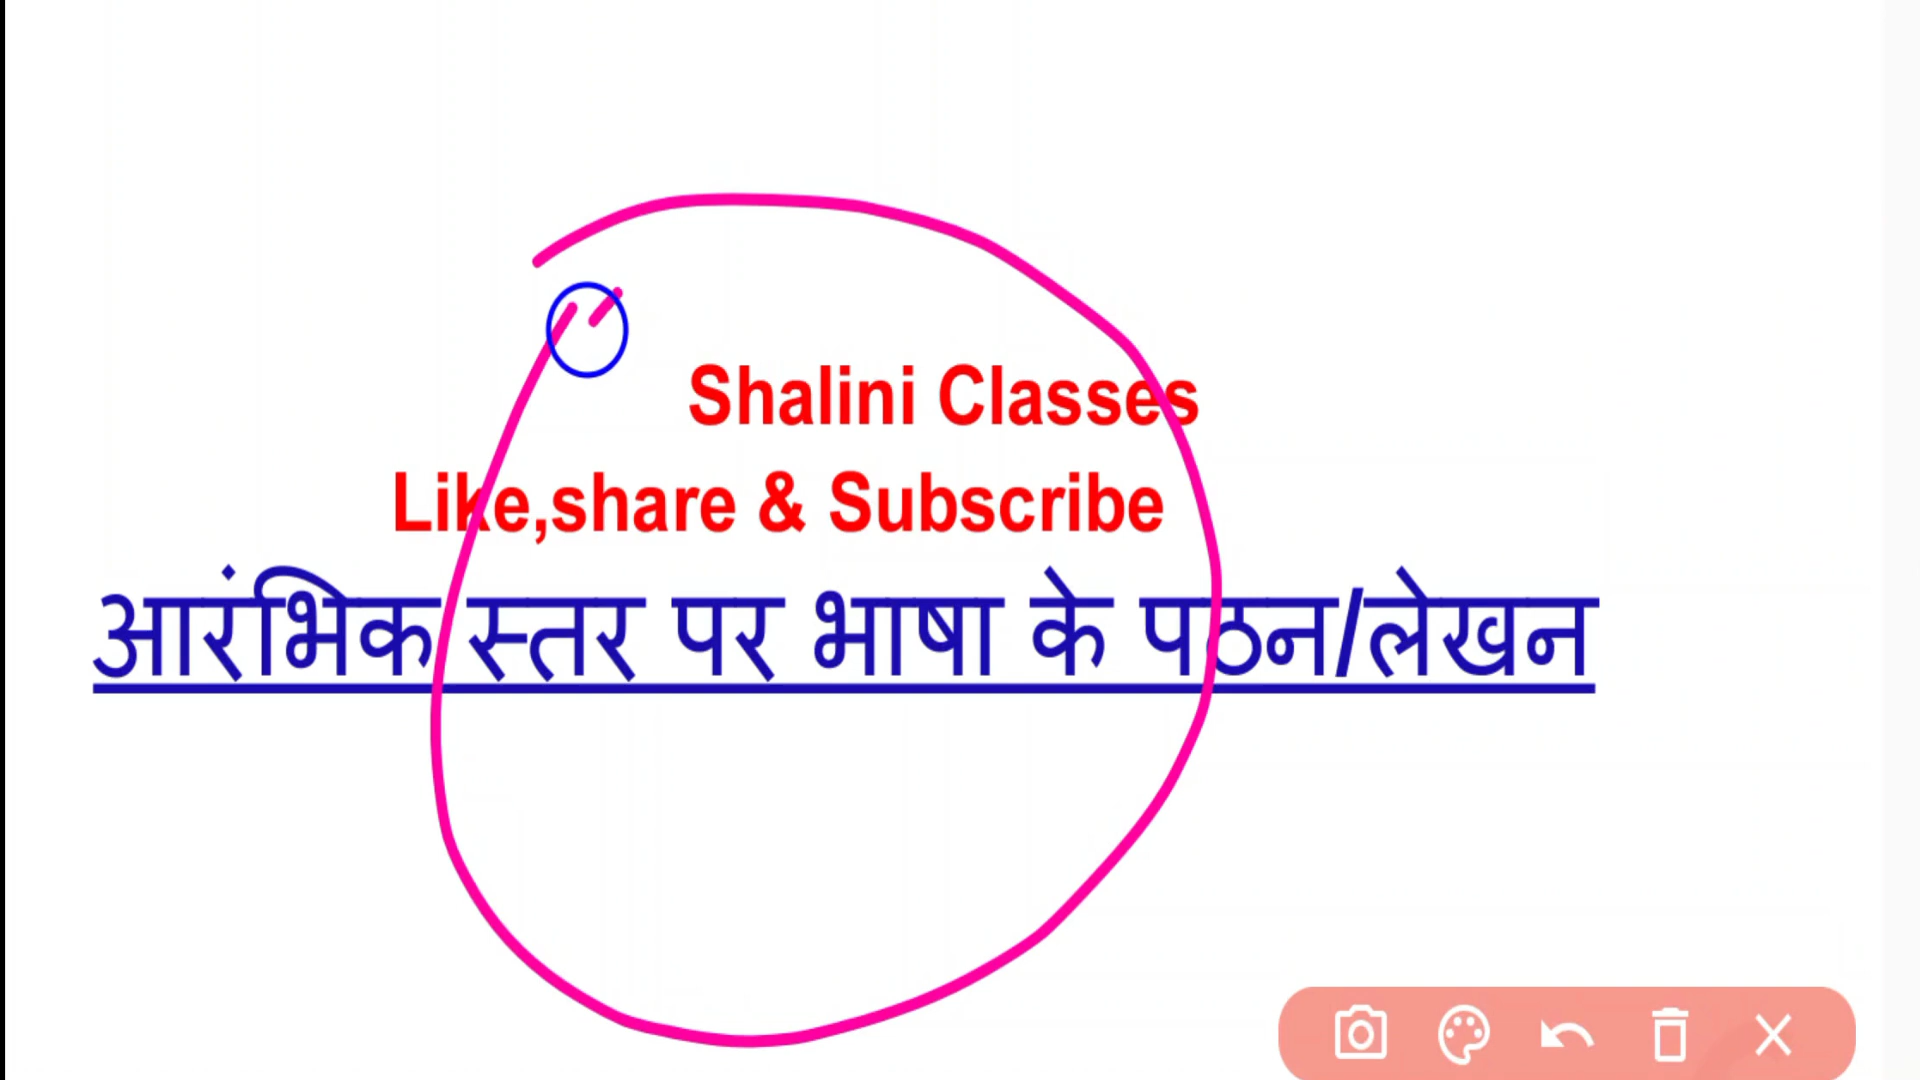 Shalini Classes
Like,share & Subscribe
आरंभिक स्तर पर भाषा के पठन/लेखन